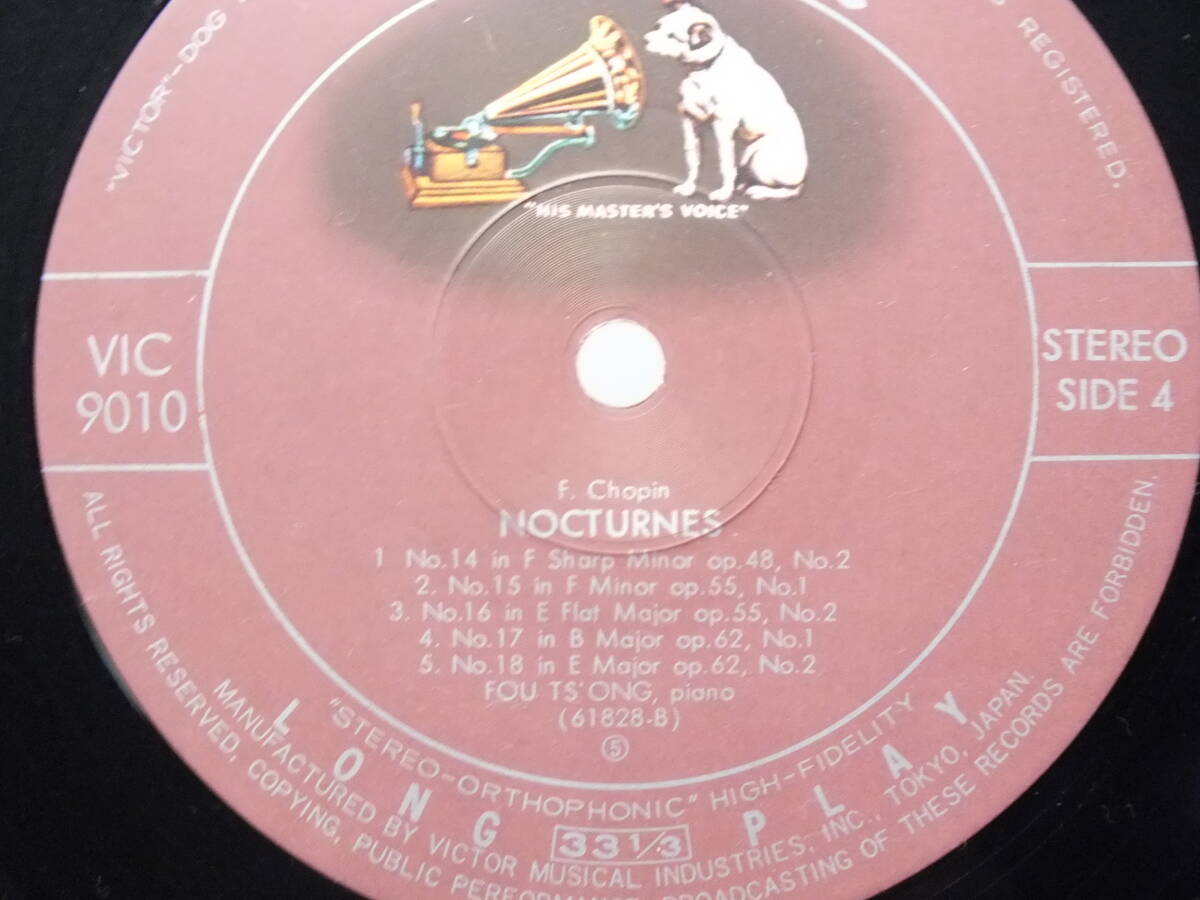 "VICTOR"-DOG
REGISTERED.
"HIS MASTER'S VOICE"
VIC
9010
STEREO
SIDE 4
F. Chopin
NOCTURNES
1 No.14 in F Sharp Minor op.48, No.2
2. No.15 in F Minor op.55, No.1
3. No.16 in E Flat Major op.55, No.2
4. No.17 in B Major op.62, No.1
5. No.18 in E Major op.62, No.2
FOU TS'ONG, piano
(61828-B)
⑤
"STEREO-ORTHOPHONIC" HIGH-FIDELITY
LONG 33 1/3 PLAY
MANUFACTURED BY VICTOR MUSICAL INDUSTRIES, INC., TOKYO, JAPAN.
ALL RIGHTS RESERVED, COPYING, PUBLIC PERFORMANCE, BROADCASTING OF THESE RECORDS ARE FORBIDDEN.